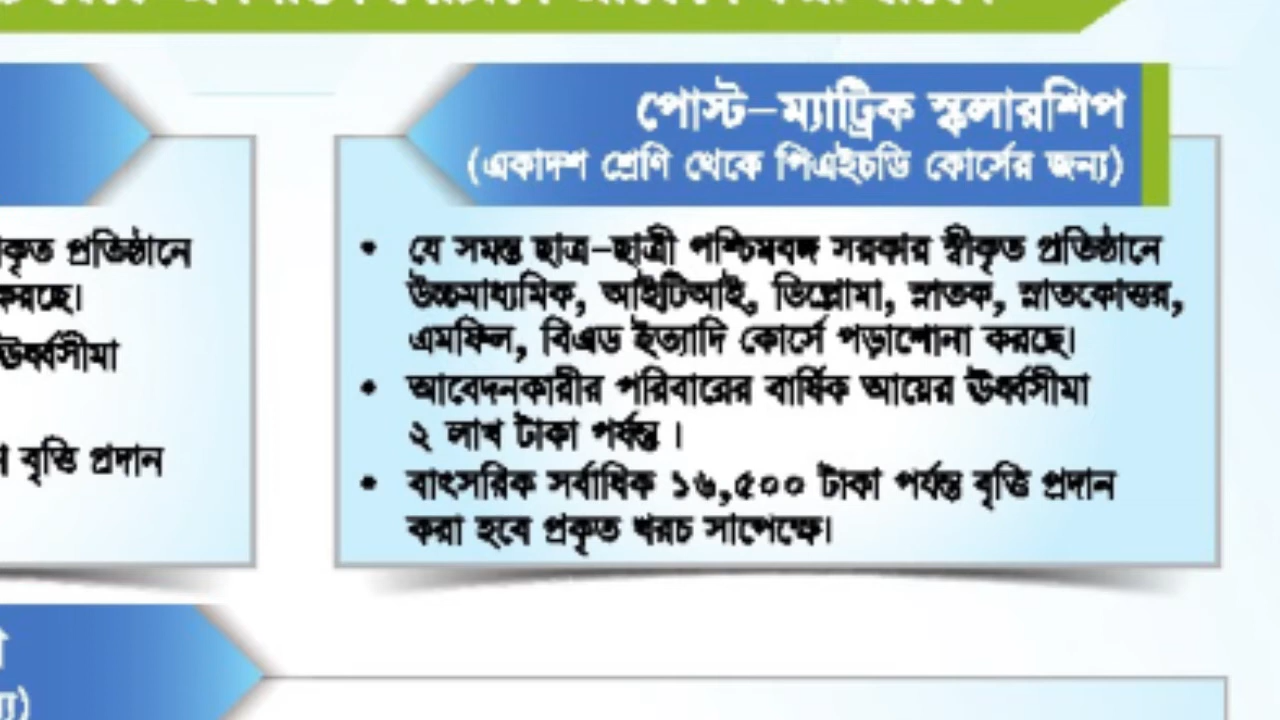 পোস্ট-ম্যাট্রিক স্কলারশিপ
(একাদশ শ্রেণি থেকে পিএইচডি কোর্সের জন্য)
কৃত প্রতিষ্ঠানে
করছে।
ঊর্ধ্বসীমা
বৃত্তি প্রদান
• যে সমস্ত ছাত্র-ছাত্রী পশ্চিমবঙ্গ সরকার স্বীকৃত প্রতিষ্ঠানে
উচ্চমাধ্যমিক, আইটিআই, ডিপ্লোমা, স্নাতক, স্নাতকোত্তর,
এমফিল, বিএড ইত্যাদি কোর্সে পড়াশোনা করছে।
• আবেদনকারীর পরিবারের বার্ষিক আয়ের ঊর্ধ্বসীমা
২ লাখ টাকা পর্যন্ত ।
• বাৎসরিক সর্বাধিক ১৬,৫০০ টাকা পর্যন্ত বৃত্তি প্রদান
করা হবে প্রকৃত খরচ সাপেক্ষে।